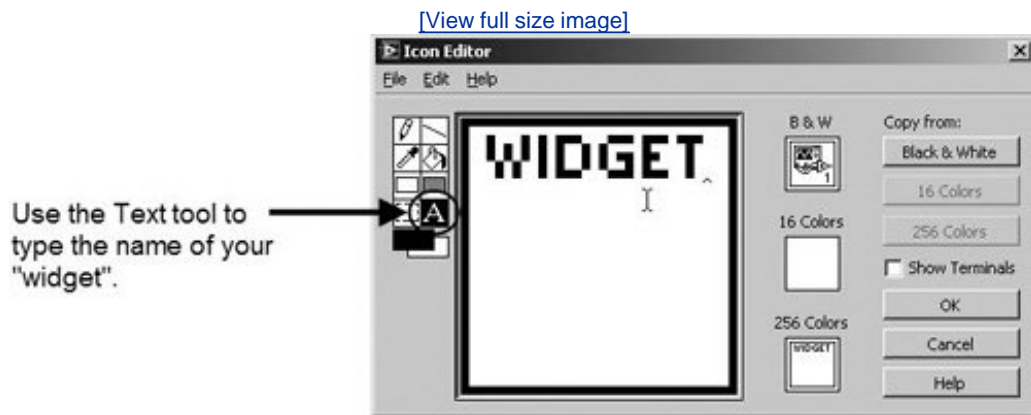 [View full size image]
Icon Editor
File Edit Help
B & W
Copy from:
Black & White
1
16 Colors
WIDGET
A
Use the Text tool to
type the name of your
"widget".
16 Colors
256 Colors
Show Terminals
OK
256 Colors
WIDGET
Cancel
Help